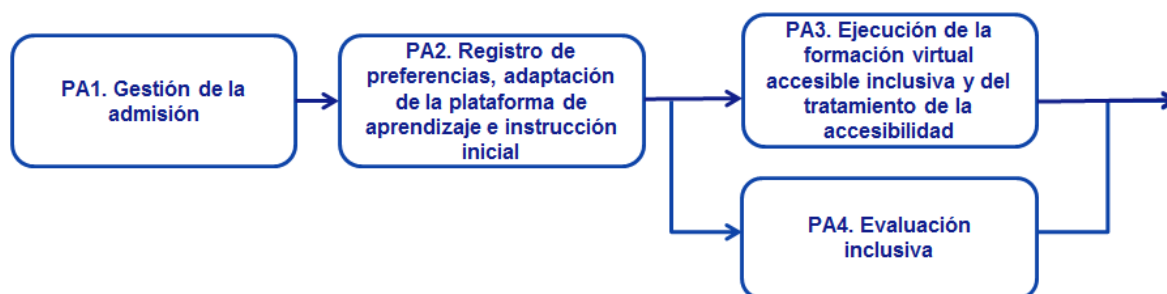 PA1. Gestión de la
admisión
PA2. Registro de
preferencias, adaptación
de la plataforma de
aprendizaje e instrucción
inicial
PA3. Ejecución de la
formación virtual
accesible inclusiva y del
tratamiento de la
accesibilidad
PA4. Evaluación
inclusiva